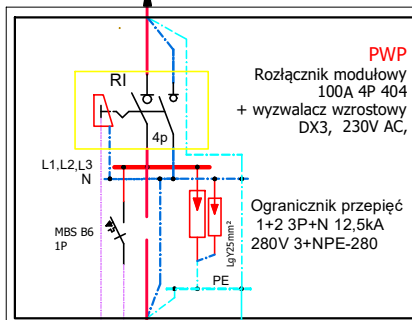 PWP
Rozłącznik modułowy
100A 4P 404
+ wyzwalacz wzrostowy
DX3, 230V AC,
RI
4p
L1,L2,L3
N
MBS B6
1P
LgY25mm²
Ogranicznik przepięć
1+2 3P+N 12,5kA
280V 3+NPE-280
PE